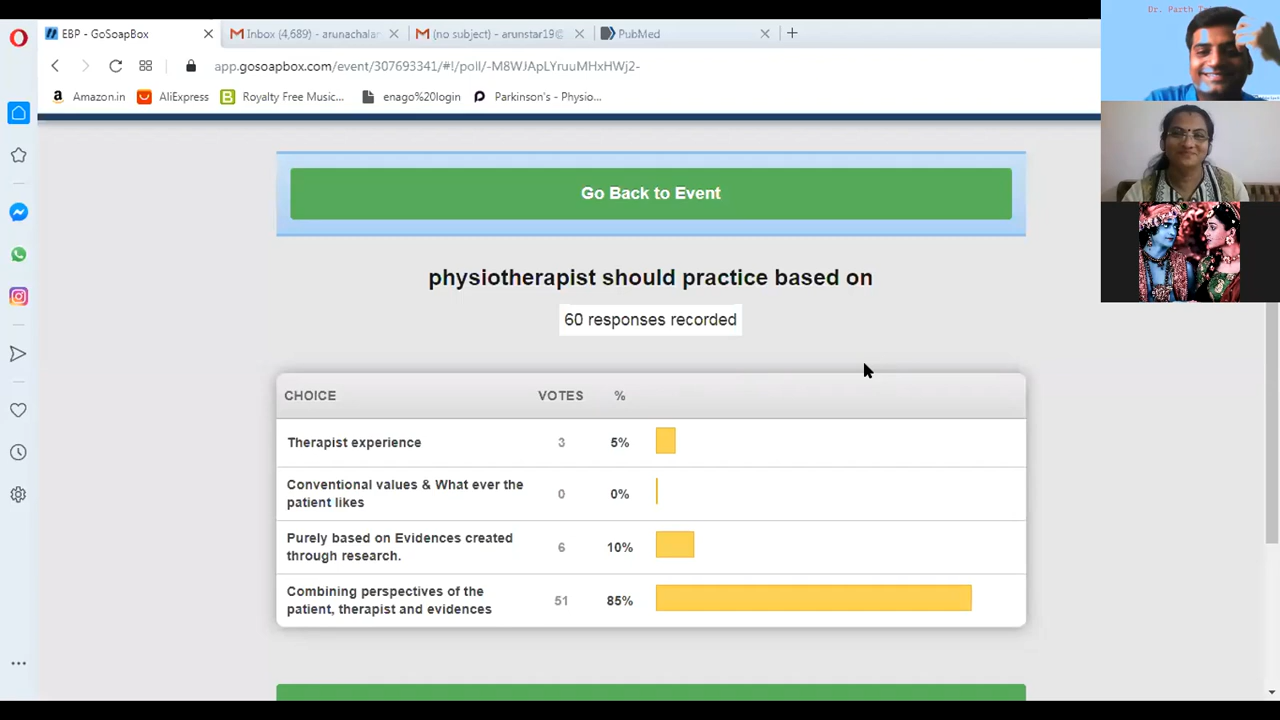 EBP - GoSoapBox
Inbox (4,689) - arunachalar
(no subject) - arunstar19@
PubMed
app.gosoapbox.com/event/307693341/#!/poll/-M8WJApLYruuMHxHWj2-
Amazon.in
AliExpress
Royalty Free Music...
enago%20login
Parkinson's - Physio...
Go Back to Event
physiotherapist should practice based on
60 responses recorded
CHOICE VOTES %
Therapist experience 3 5%
Conventional values & What ever the
patient likes 0 0%
Purely based on Evidences created
through research. 6 10%
Combining perspectives of the
patient, therapist and evidences 51 85%
Dr. Parth